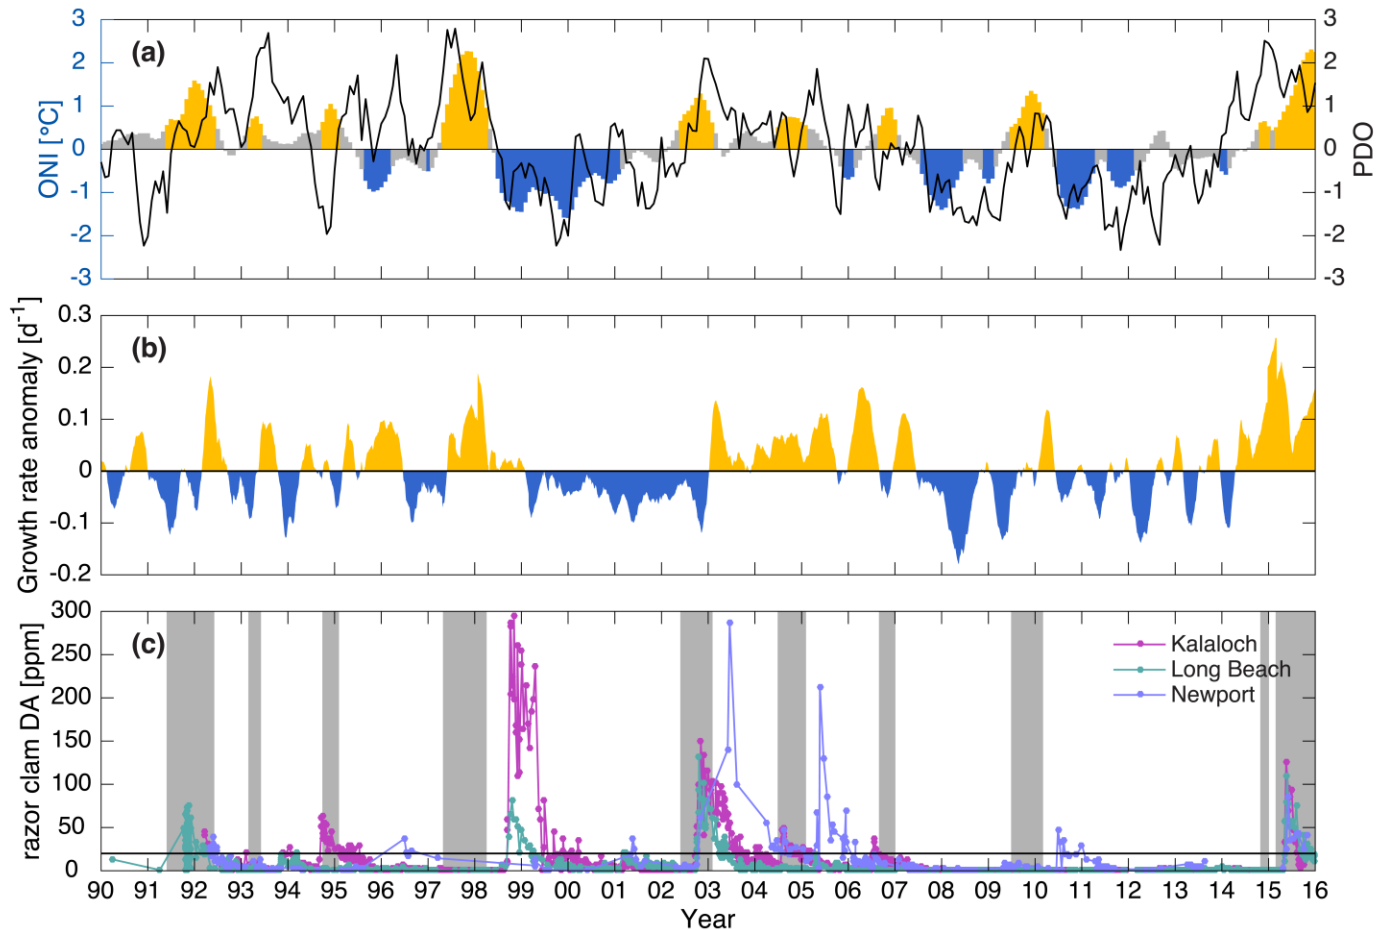 (a)
ONI [°C]
3
2
1
0
-1
-2
-3
3
2
1
0
-1
-2
-3
PDO
(b)
Growth rate anomaly [d-1]
0.3
0.2
0.1
0
-0.1
-0.2
(c)
razor clam DA [ppm]
300
250
200
150
100
50
0
Kalaloch
Long Beach
Newport
90 91 92 93 94 95 96 97 98 99 00 01 02 03 04 05 06 07 08 09 10 11 12 13 14 15 16
Year